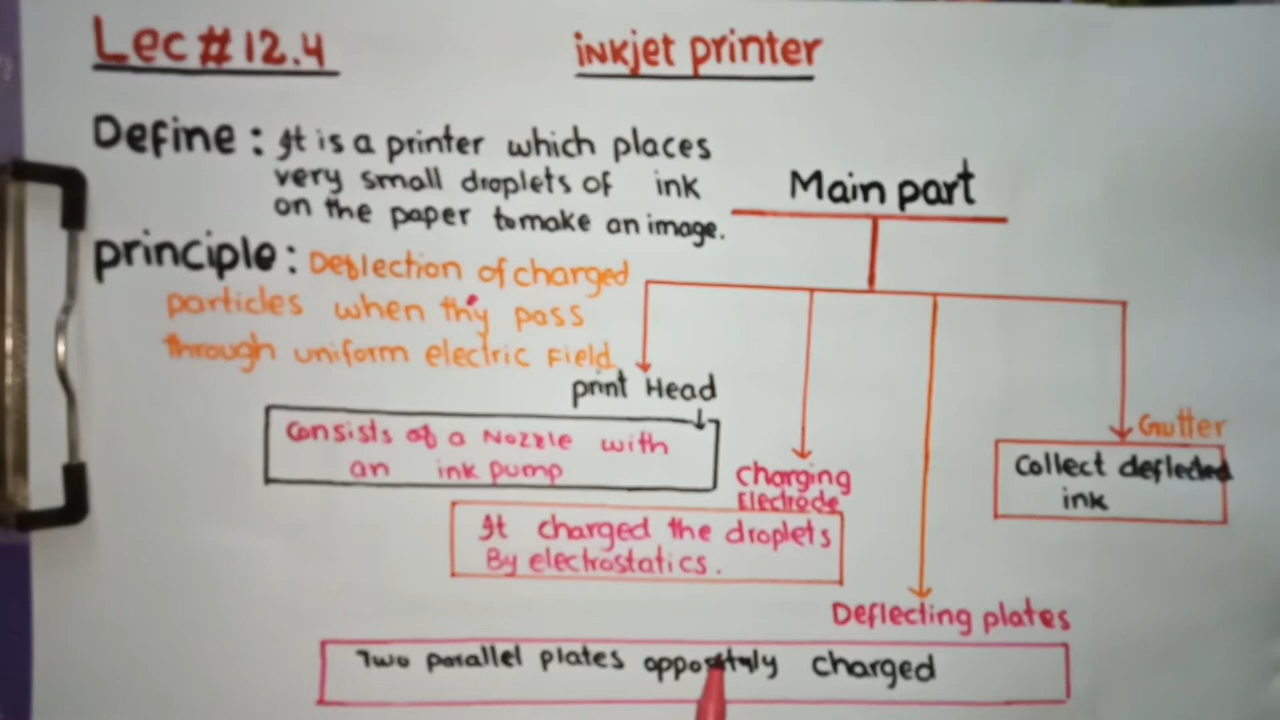 Lec # 12.4
inkjet printer
Define : It is a printer which places
very small droplets of ink
on the paper to make an image.
principle : Deflection of charged
particles when thy pass
through uniform electric Field.
Main part
print Head
Consists of a Nozzle with
an ink pump
Charging
Electrode
It charged the droplets
By electrostatics.
Deflecting plates
Two parallel plates oppositely charged
Gutter
Collect deflected
ink